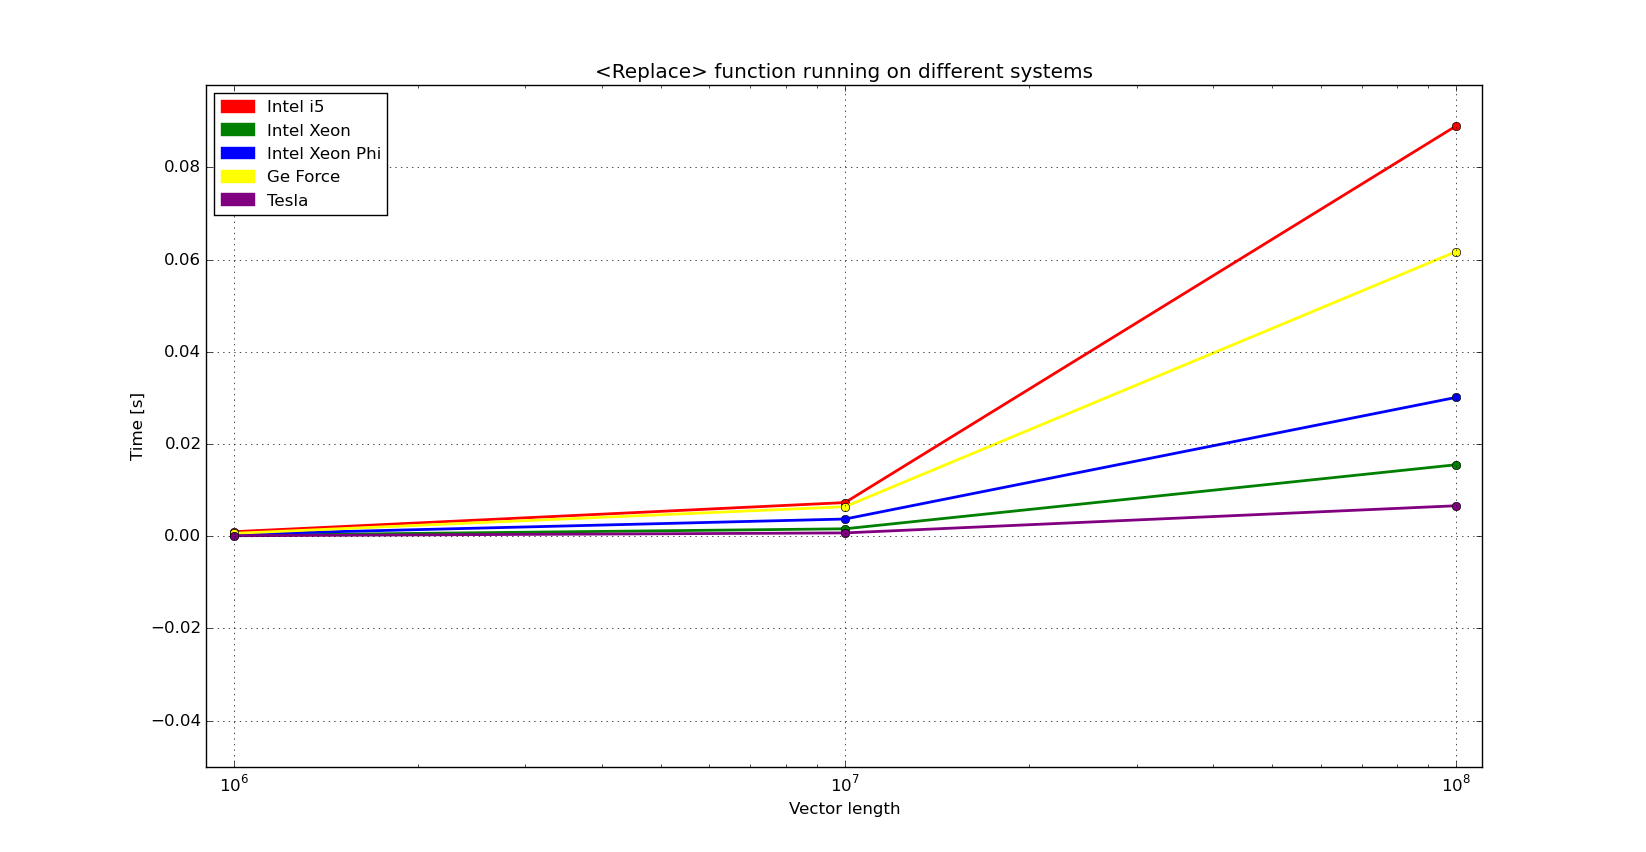 <Replace> function running on different systems
Intel i5
Intel Xeon
Intel Xeon Phi
Ge Force
Tesla
0.08
0.06
0.04
0.02
0.00
−0.02
−0.04
Time [s]
10⁶ 10⁷ 10⁸
Vector length